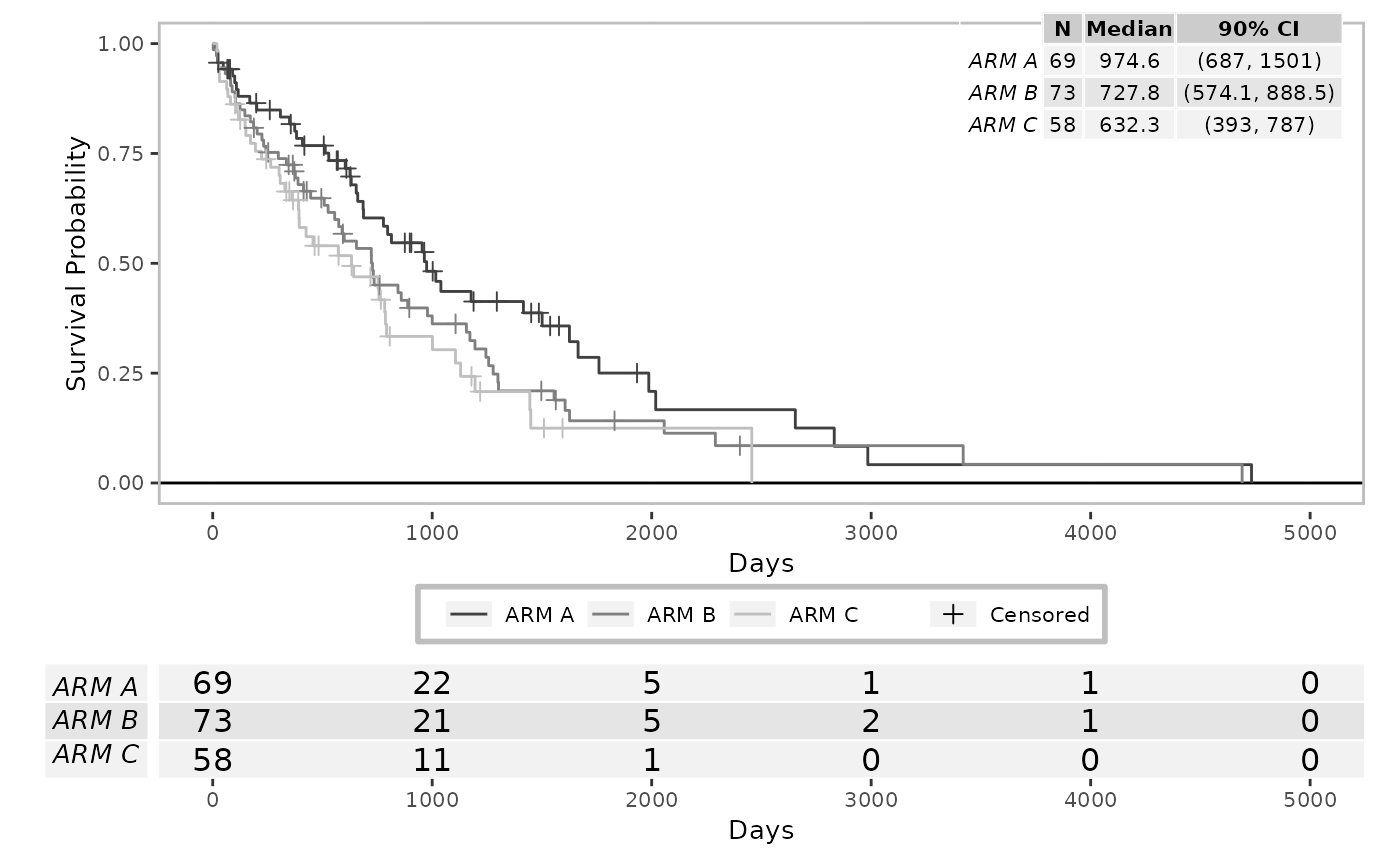 N Median 90% CI
ARM A 69 974.6 (687, 1501)
ARM B 73 727.8 (574.1, 888.5)
ARM C 58 632.3 (393, 787)
Survival Probability
1.00
0.75
0.50
0.25
0.00
0 1000 2000 3000 4000 5000
Days
ARM A ARM B ARM C Censored
ARM A 69 22 5 1 1 0
ARM B 73 21 5 2 1 0
ARM C 58 11 1 0 0 0
0 1000 2000 3000 4000 5000
Days